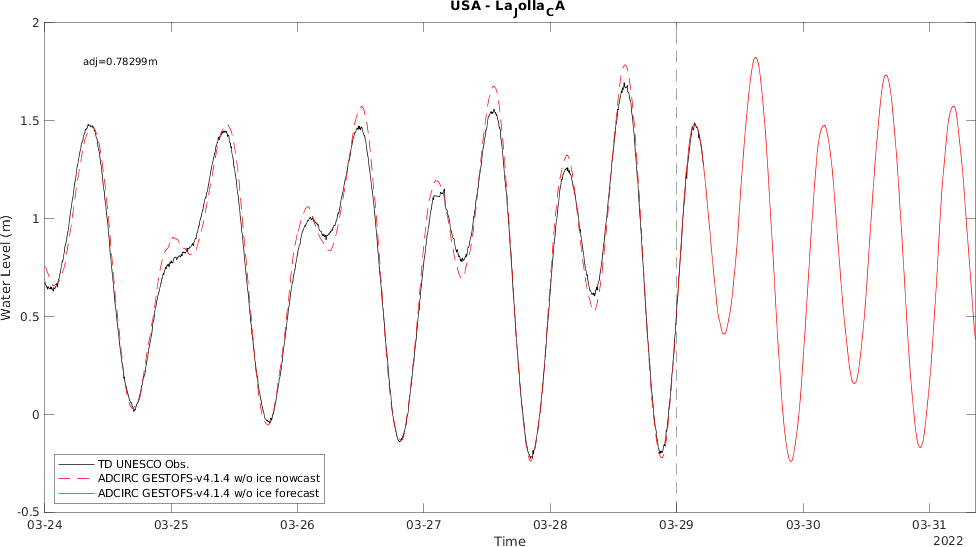 USA - LaJollaCA
adj=0.78299m
2
1.5
1
0.5
0
-0.5
Water Level (m)
TD UNESCO Obs.
ADCIRC GESTOFS-v4.1.4 w/o ice nowcast
ADCIRC GESTOFS-v4.1.4 w/o ice forecast
03-24 03-25 03-26 03-27 03-28 03-29 03-30 03-31
Time 2022